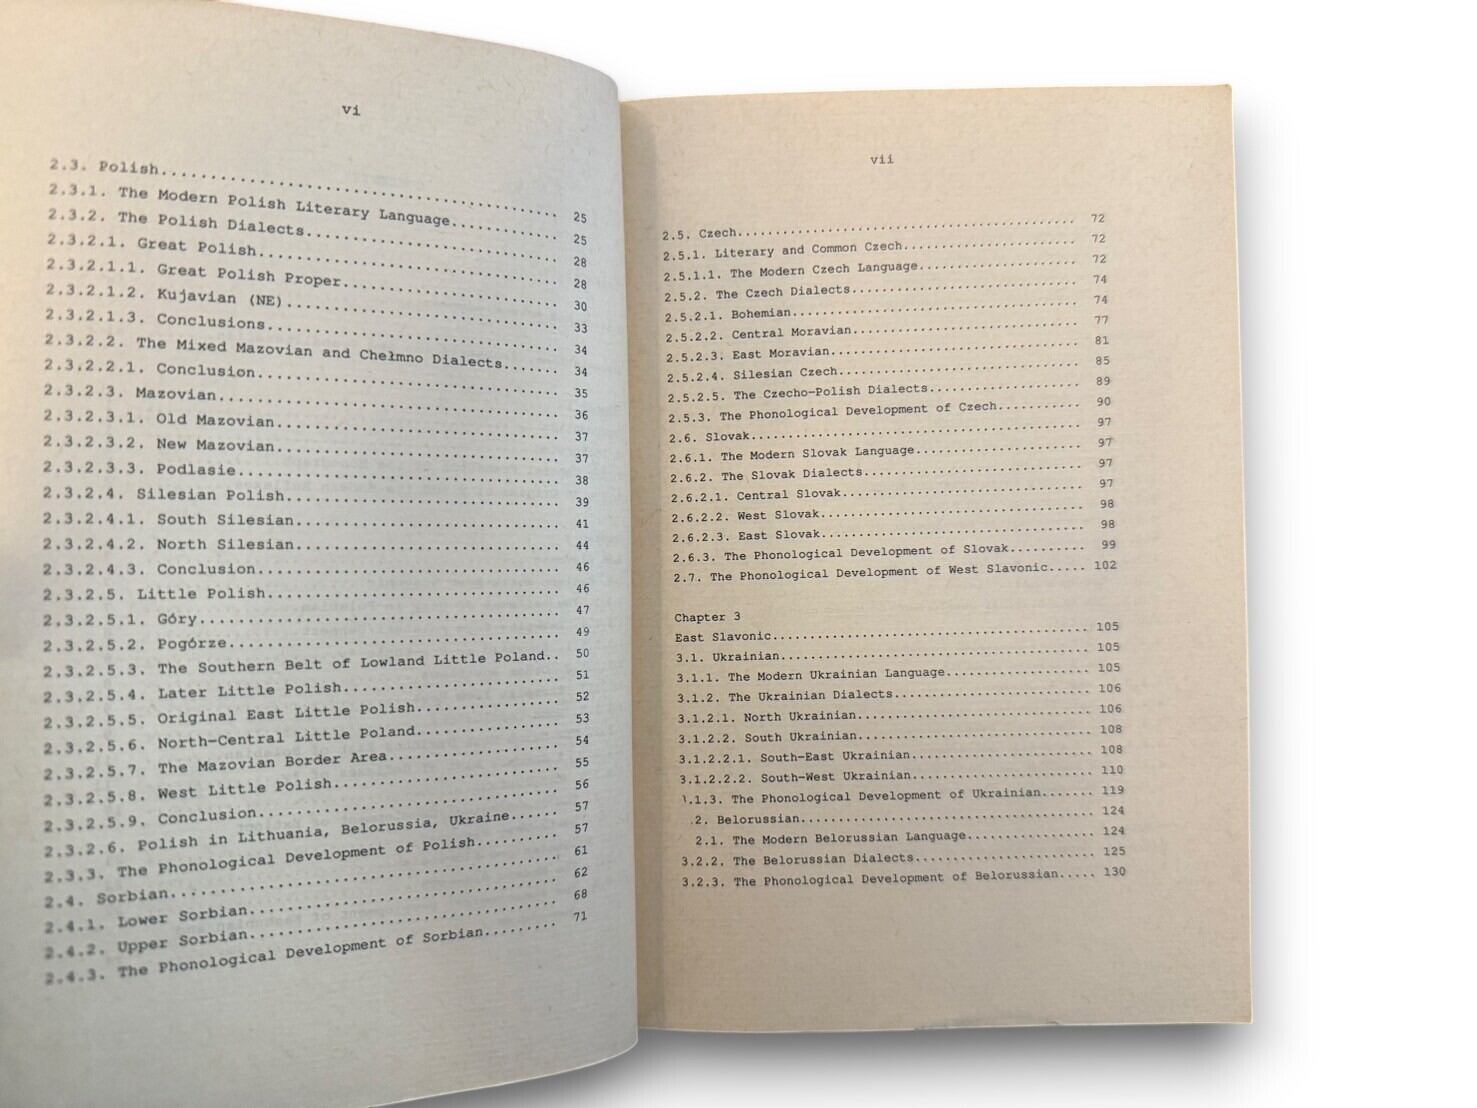 vi
2.3. Polish.......... 25
2.3.1. The Modern Polish Literary Language.......... 25
2.3.2. The Polish Dialects.......... 28
2.3.2.1. Great Polish.......... 28
2.3.2.1.1. Great Polish Proper.......... 30
2.3.2.1.2. Kujavian (NE).......... 33
2.3.2.1.3. Conclusions.......... 34
2.3.2.2. The Mixed Mazovian and Chełmno Dialects....... 34
2.3.2.2.1. Conclusion.......... 35
2.3.2.3. Mazovian.......... 36
2.3.2.3.1. Old Mazovian.......... 37
2.3.2.3.2. New Mazovian.......... 37
2.3.2.3.3. Podlasie.......... 38
2.3.2.4. Silesian Polish.......... 39
2.3.2.4.1. South Silesian.......... 41
2.3.2.4.2. North Silesian.......... 44
2.3.2.4.3. Conclusion.......... 46
2.3.2.5. Little Polish.......... 46
2.3.2.5.1. Góry.......... 47
2.3.2.5.2. Pogórze.......... 49
2.3.2.5.3. The Southern Belt of Lowland Little Poland.. 50
2.3.2.5.4. Later Little Polish.......... 51
2.3.2.5.5. Original East Little Polish.......... 52
2.3.2.5.6. North-Central Little Poland.......... 53
2.3.2.5.7. The Mazovian Border Area.......... 54
2.3.2.5.8. West Little Polish.......... 55
2.3.2.5.9. Conclusion.......... 56
2.3.2.6. Polish in Lithuania, Belorussia, Ukraine...... 57
2.3.3. The Phonological Development of Polish........ 57
2.4. Sorbian.......... 61
2.4.1. Lower Sorbian.......... 62
2.4.2. Upper Sorbian.......... 68
2.4.3. The Phonological Development of Sorbian......... 71
vii
2.5. Czech.......... 72
2.5.1. Literary and Common Czech.......... 72
2.5.1.1. The Modern Czech Language.......... 72
2.5.2. The Czech Dialects.......... 74
2.5.2.1. Bohemian.......... 74
2.5.2.2. Central Moravian.......... 77
2.5.2.3. East Moravian.......... 81
2.5.2.4. Silesian Czech.......... 85
2.5.2.5. The Czecho-Polish Dialects.......... 89
2.5.3. The Phonological Development of Czech.......... 90
2.6. Slovak.......... 97
2.6.1. The Modern Slovak Language.......... 97
2.6.2. The Slovak Dialects.......... 97
2.6.2.1. Central Slovak.......... 97
2.6.2.2. West Slovak.......... 98
2.6.2.3. East Slovak.......... 98
2.6.3. The Phonological Development of Slovak.......... 99
2.7. The Phonological Development of West Slavonic..... 102
Chapter 3
East Slavonic.......... 105
3.1. Ukrainian.......... 105
3.1.1. The Modern Ukrainian Language.......... 105
3.1.2. The Ukrainian Dialects.......... 106
3.1.2.1. North Ukrainian.......... 106
3.1.2.2. South Ukrainian.......... 108
3.1.2.2.1. South-East Ukrainian.......... 108
3.1.2.2.2. South-West Ukrainian.......... 110
.1.3. The Phonological Development of Ukrainian....... 119
.2. Belorussian.......... 124
2.1. The Modern Belorussian Language.......... 124
3.2.2. The Belorussian Dialects.......... 125
3.2.3. The Phonological Development of Belorussian..... 130